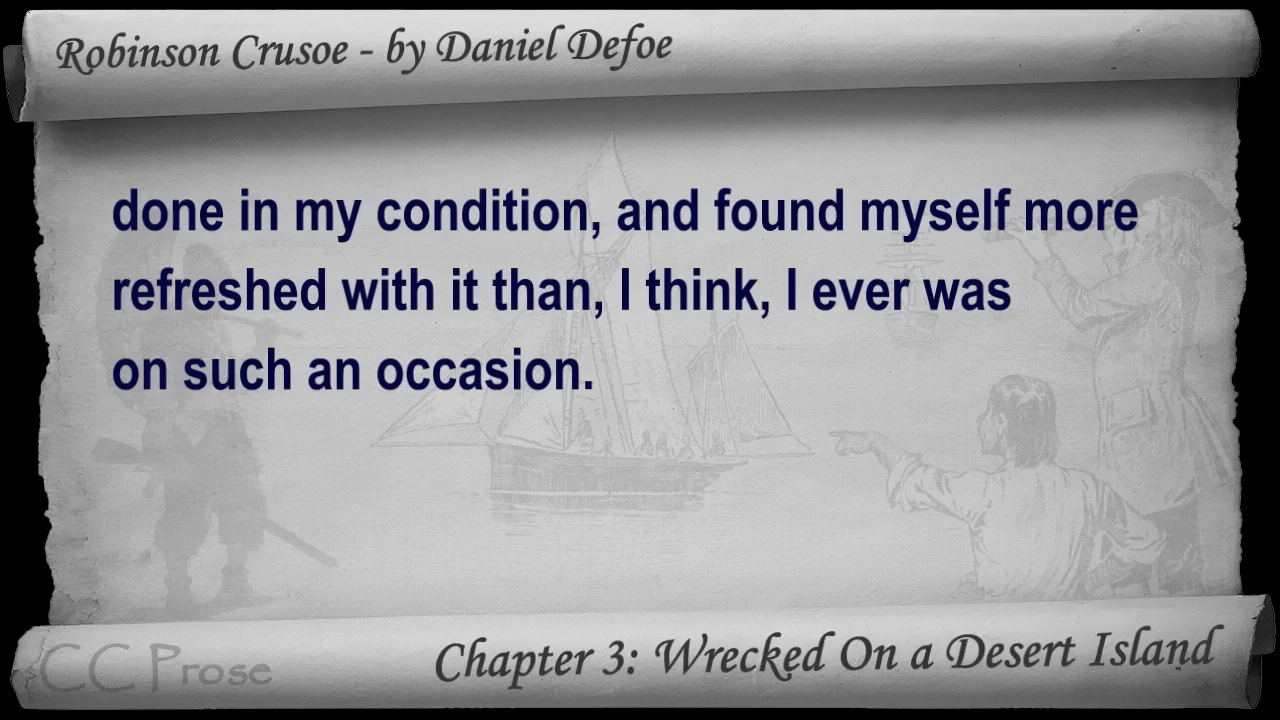 Robinson Crusoe - by Daniel Defoe
done in my condition, and found myself more
refreshed with it than, I think, I ever was
on such an occasion.
CC Prose
Chapter 3: Wrecked On a Desert Island